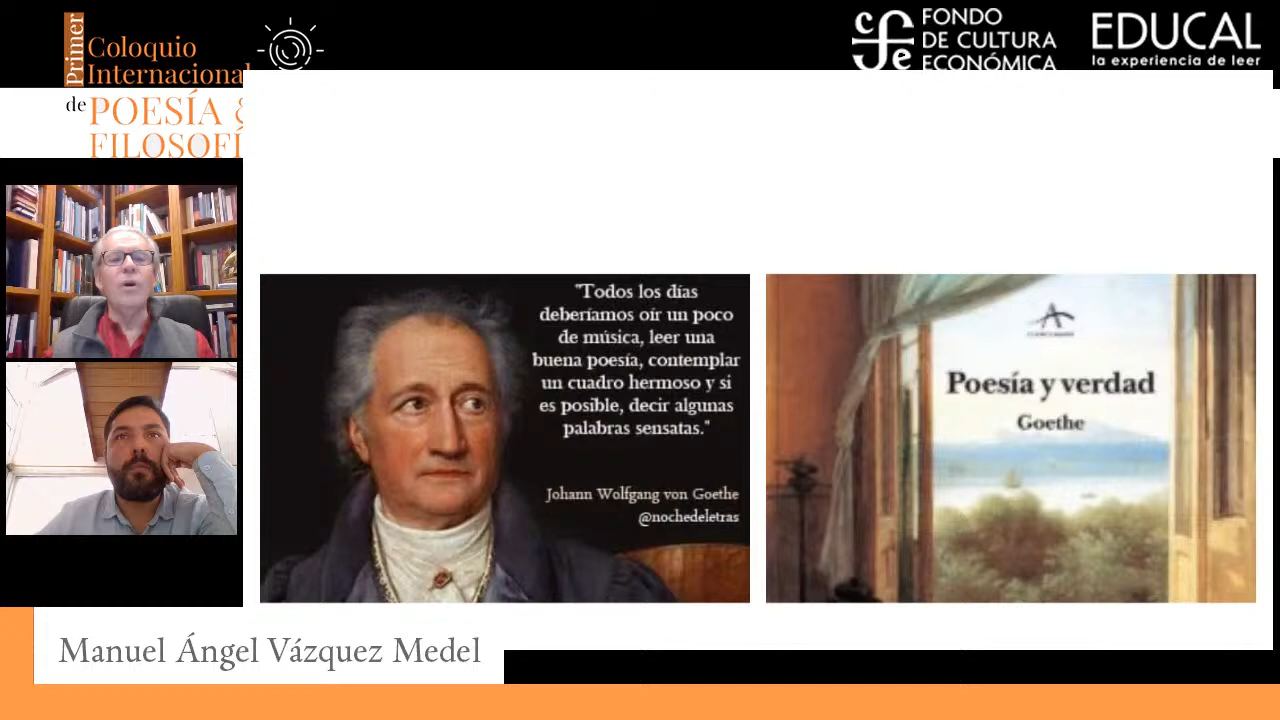 Primer
Coloquio
Internacional
de POESÍA &
FILOSOFÍ
FONDO
DE CULTURA
ECONÓMICA
EDUCAL
la experiencia de leer
"Todos los días
deberíamos oír un poco
de música, leer una
buena poesía, contemplar
un cuadro hermoso y si
es posible, decir algunas
palabras sensatas."
Johann Wolfgang von Goethe
@nochedeletras
Poesía y verdad
Goethe
Manuel Ángel Vázquez Medel